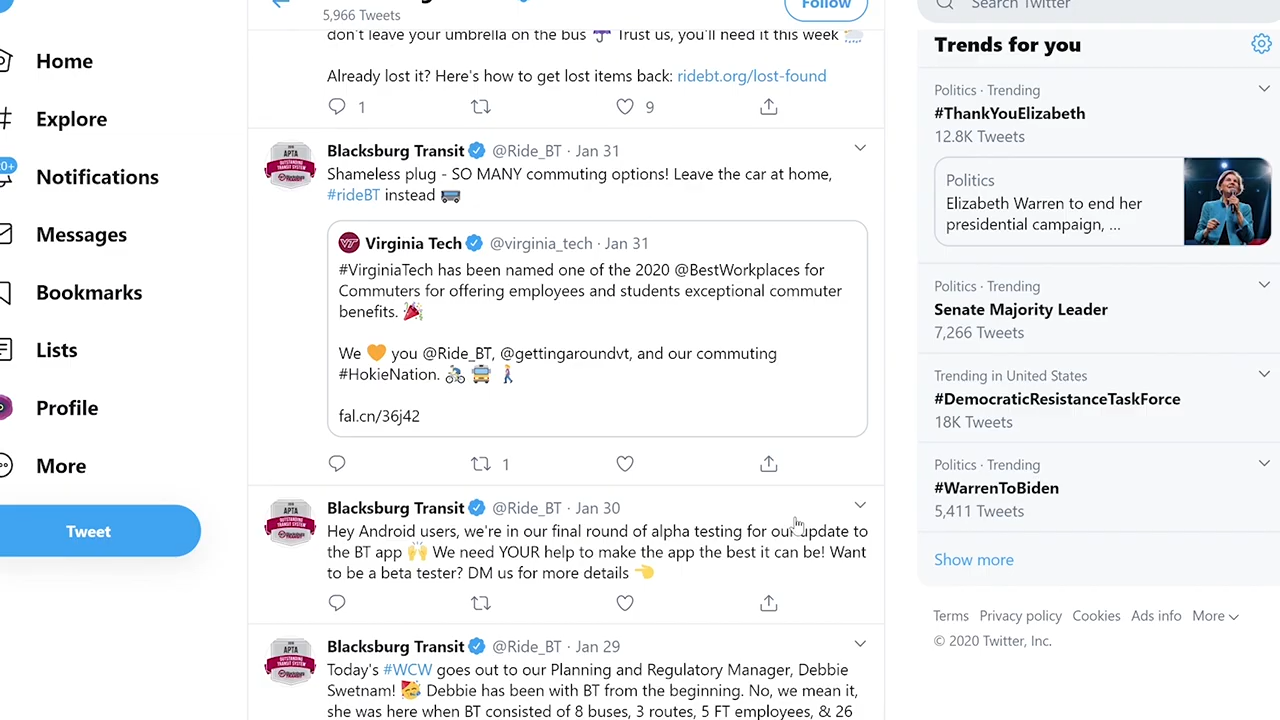 Home
Explore
20+
Notifications
Messages
Bookmarks
Lists
Profile
More
Tweet
5,966 Tweets
Follow
don't leave your umbrella on the bus ☔ Trust us, you'll need it this week 🌧️
Already lost it? Here's how to get lost items back: ridebt.org/lost-found
1
9
Blacksburg Transit @Ride_BT · Jan 31
Shameless plug - SO MANY commuting options! Leave the car at home,
#rideBT instead 🚌
Virginia Tech @virginia_tech · Jan 31
#VirginiaTech has been named one of the 2020 @BestWorkplaces for
Commuters for offering employees and students exceptional commuter
benefits. 🎉
We 🧡 you @Ride_BT, @gettingaroundvt, and our commuting
#HokieNation. 🚴 🚍 🚶
fal.cn/36j42
1
Blacksburg Transit @Ride_BT · Jan 30
Hey Android users, we're in our final round of alpha testing for our update to
the BT app 🙌 We need YOUR help to make the app the best it can be! Want
to be a beta tester? DM us for more details 👈
APTA
Blacksburg Transit @Ride_BT · Jan 29
Today's #WCW goes out to our Planning and Regulatory Manager, Debbie
Swetnam! 🥳 Debbie has been with BT from the beginning. No, we mean it,
she was here when BT consisted of 8 buses, 3 routes, 5 FT employees, & 26
Search Twitter
Trends for you
Politics · Trending
#ThankYouElizabeth
12.8K Tweets
Politics
Elizabeth Warren to end her
presidential campaign, ...
Politics · Trending
Senate Majority Leader
7,266 Tweets
Trending in United States
#DemocraticResistanceTaskForce
18K Tweets
Politics · Trending
#WarrenToBiden
5,411 Tweets
Show more
Terms Privacy policy Cookies Ads info More
© 2020 Twitter, Inc.